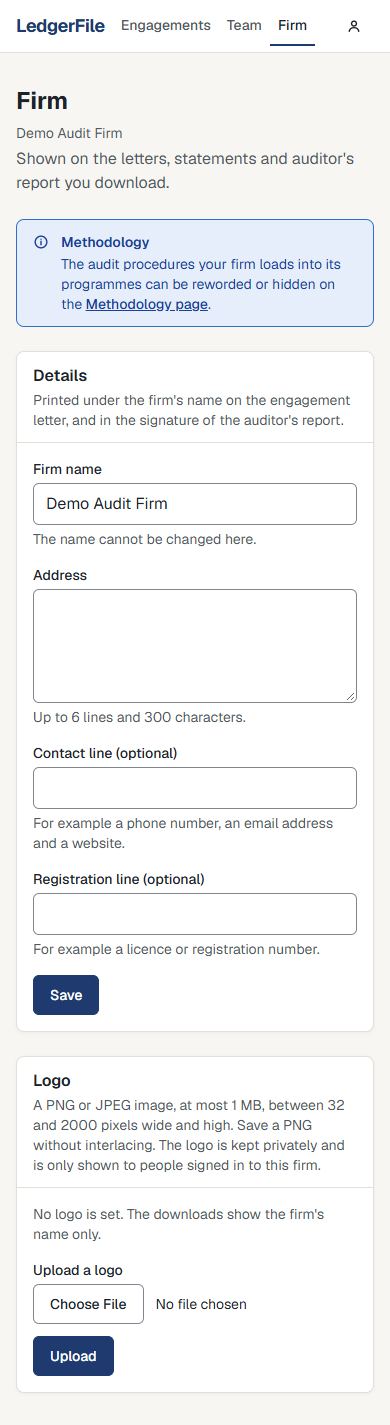 LedgerFile Engagements Team Firm
Firm
Demo Audit Firm
Shown on the letters, statements and auditor's
report you download.
Methodology
The audit procedures your firm loads into its
programmes can be reworded or hidden on
the Methodology page.
Details
Printed under the firm's name on the engagement
letter, and in the signature of the auditor's report.
Firm name
Demo Audit Firm
The name cannot be changed here.
Address
Up to 6 lines and 300 characters.
Contact line (optional)
For example a phone number, an email address
and a website.
Registration line (optional)
For example a licence or registration number.
Save
Logo
A PNG or JPEG image, at most 1 MB, between 32
and 2000 pixels wide and high. Save a PNG
without interlacing. The logo is kept privately and
is only shown to people signed in to this firm.
No logo is set. The downloads show the firm's
name only.
Upload a logo
Choose File No file chosen
Upload